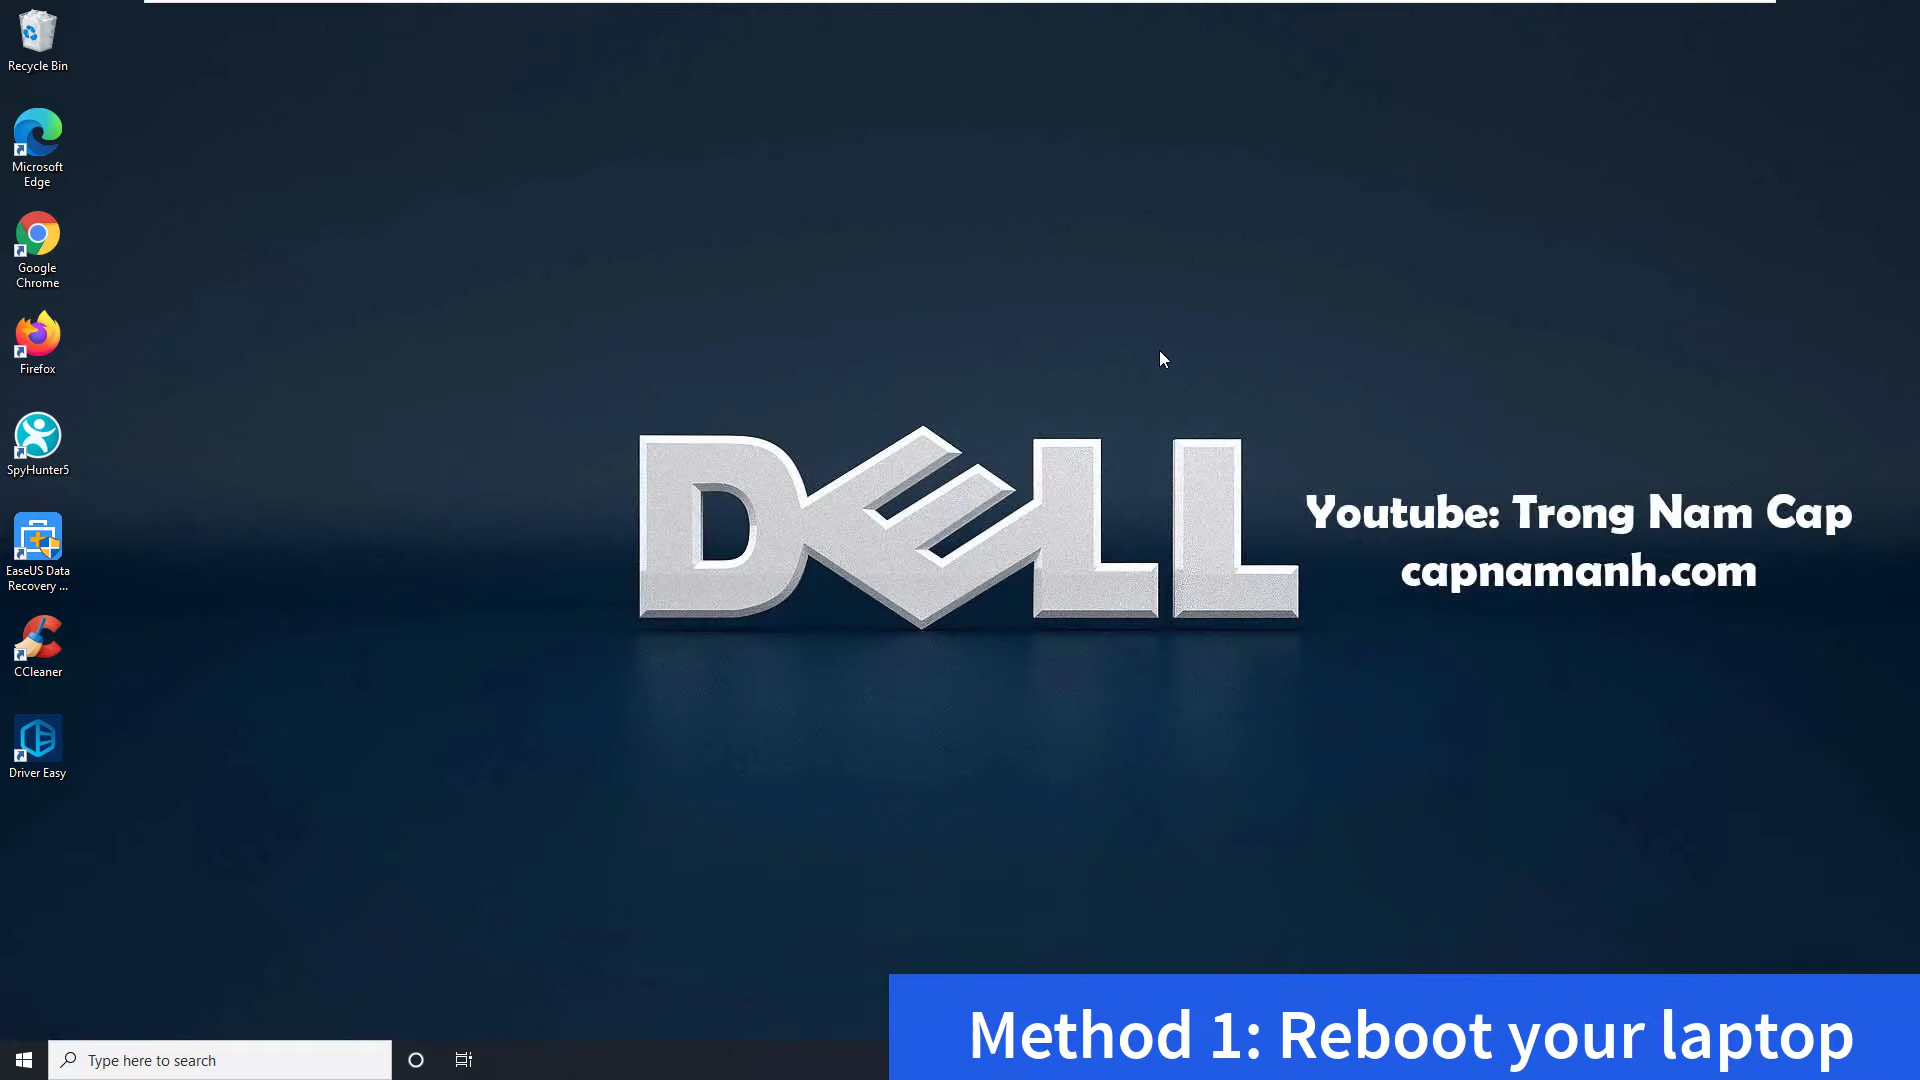 Recycle Bin
Microsoft
Edge
Google
Chrome
Firefox
SpyHunter5
EaseUS Data
Recovery ...
CCleaner
Driver Easy
DELL
Youtube: Trong Nam Cap
capnamanh.com
Type here to search
Method 1: Reboot your laptop